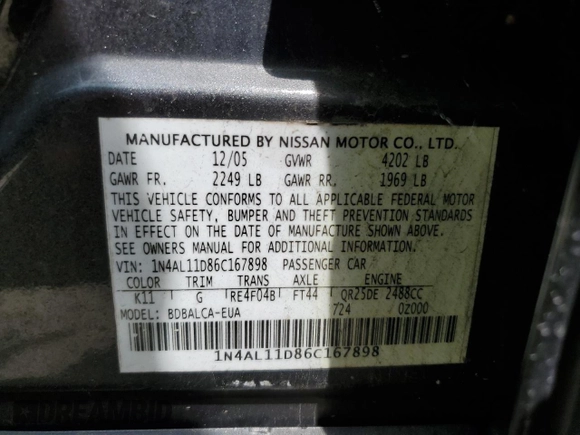 MANUFACTURED BY NISSAN MOTOR CO., LTD.
DATE 12/05 GVWR 4202 LB
GAWR FR. 2249 LB GAWR RR. 1969 LB
THIS VEHICLE CONFORMS TO ALL APPLICABLE FEDERAL MOTOR
VEHICLE SAFETY, BUMPER AND THEFT PREVENTION STANDARDS
IN EFFECT ON THE DATE OF MANUFACTURE SHOWN ABOVE.
SEE OWNERS MANUAL FOR ADDITIONAL INFORMATION.
VIN: 1N4AL11D86C167898 PASSENGER CAR
COLOR TRIM TRANS AXLE ENGINE
K11 G RE4F04B FT44 QR25DE 2488CC
MODEL: BDBALCA-EUA 724 0Z000
1N4AL11D86C167898